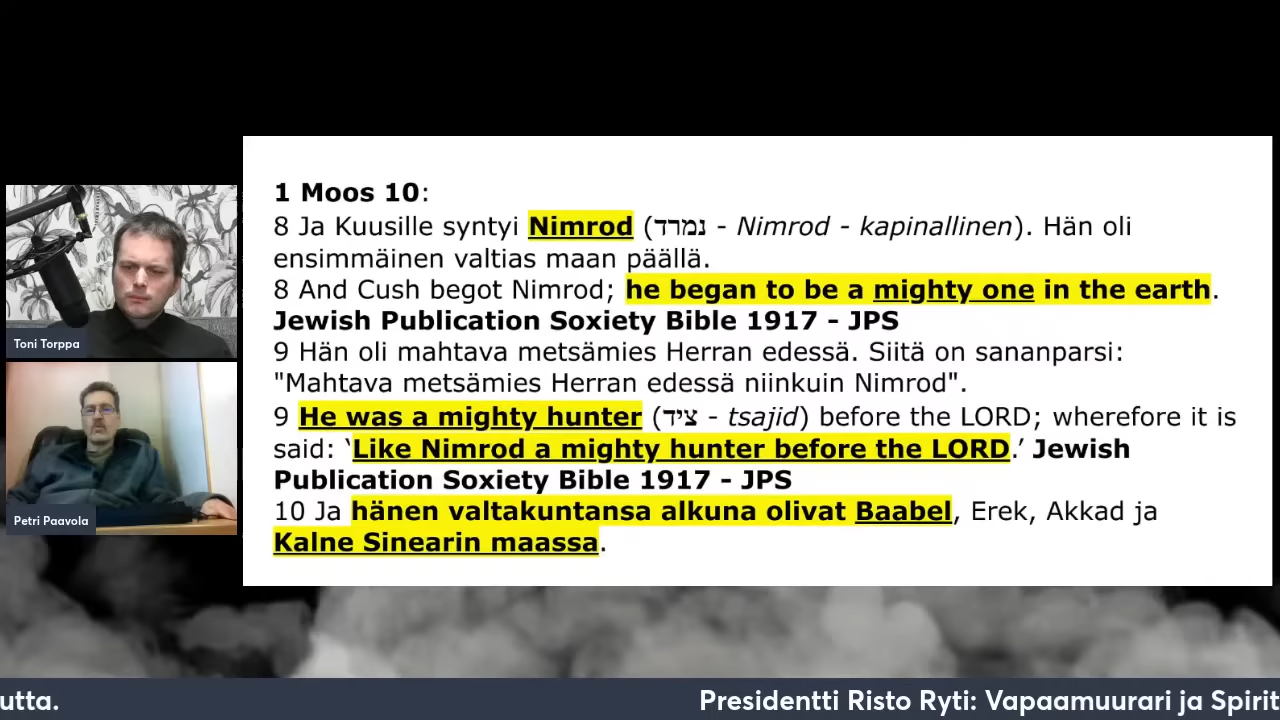 1 Moos 10:
8 Ja Kuusille syntyi Nimrod (נמרד - Nimrod - kapinallinen). Hän oli
ensimmäinen valtias maan päällä.
8 And Cush begot Nimrod; he began to be a mighty one in the earth.
Jewish Publication Soxiety Bible 1917 - JPS
9 Hän oli mahtava metsämies Herran edessä. Siitä on sananparsi:
"Mahtava metsämies Herran edessä niinkuin Nimrod".
9 He was a mighty hunter (ציד - tsajid) before the LORD; wherefore it is
said: ‘Like Nimrod a mighty hunter before the LORD.’ Jewish
Publication Soxiety Bible 1917 - JPS
10 Ja hänen valtakuntansa alkuna olivat Baabel, Erek, Akkad ja
Kalne Sinearin maassa.
Toni Torppa
Petri Paavola
utta. Presidentti Risto Ryti: Vapaamuurari ja Spirit